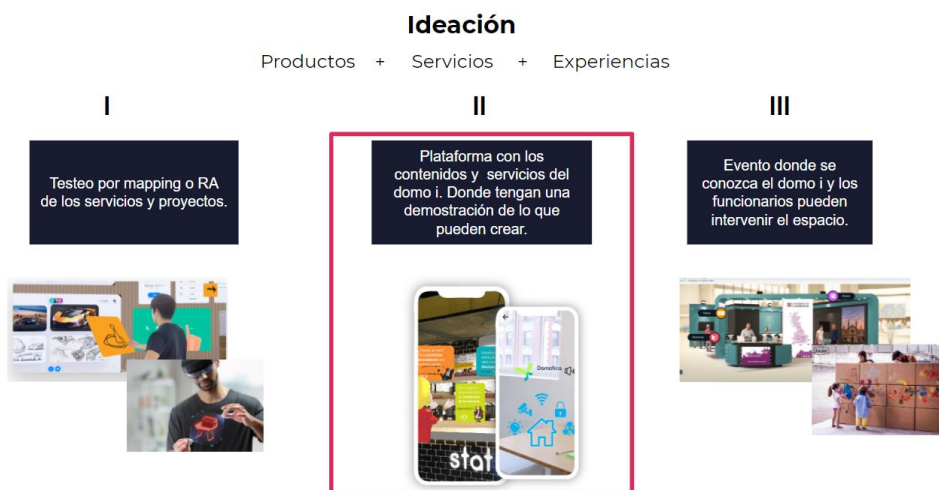 Ideación
Productos + Servicios + Experiencias
I
II
III
Testeo por mapping o RA
de los servicios y proyectos.
Plataforma con los
contenidos y servicios del
domo i. Donde tengan una
demostración de lo que
pueden crear.
Evento donde se
conozca el domo i y los
funcionarios pueden
intervenir el espacio.
Domotica
stat